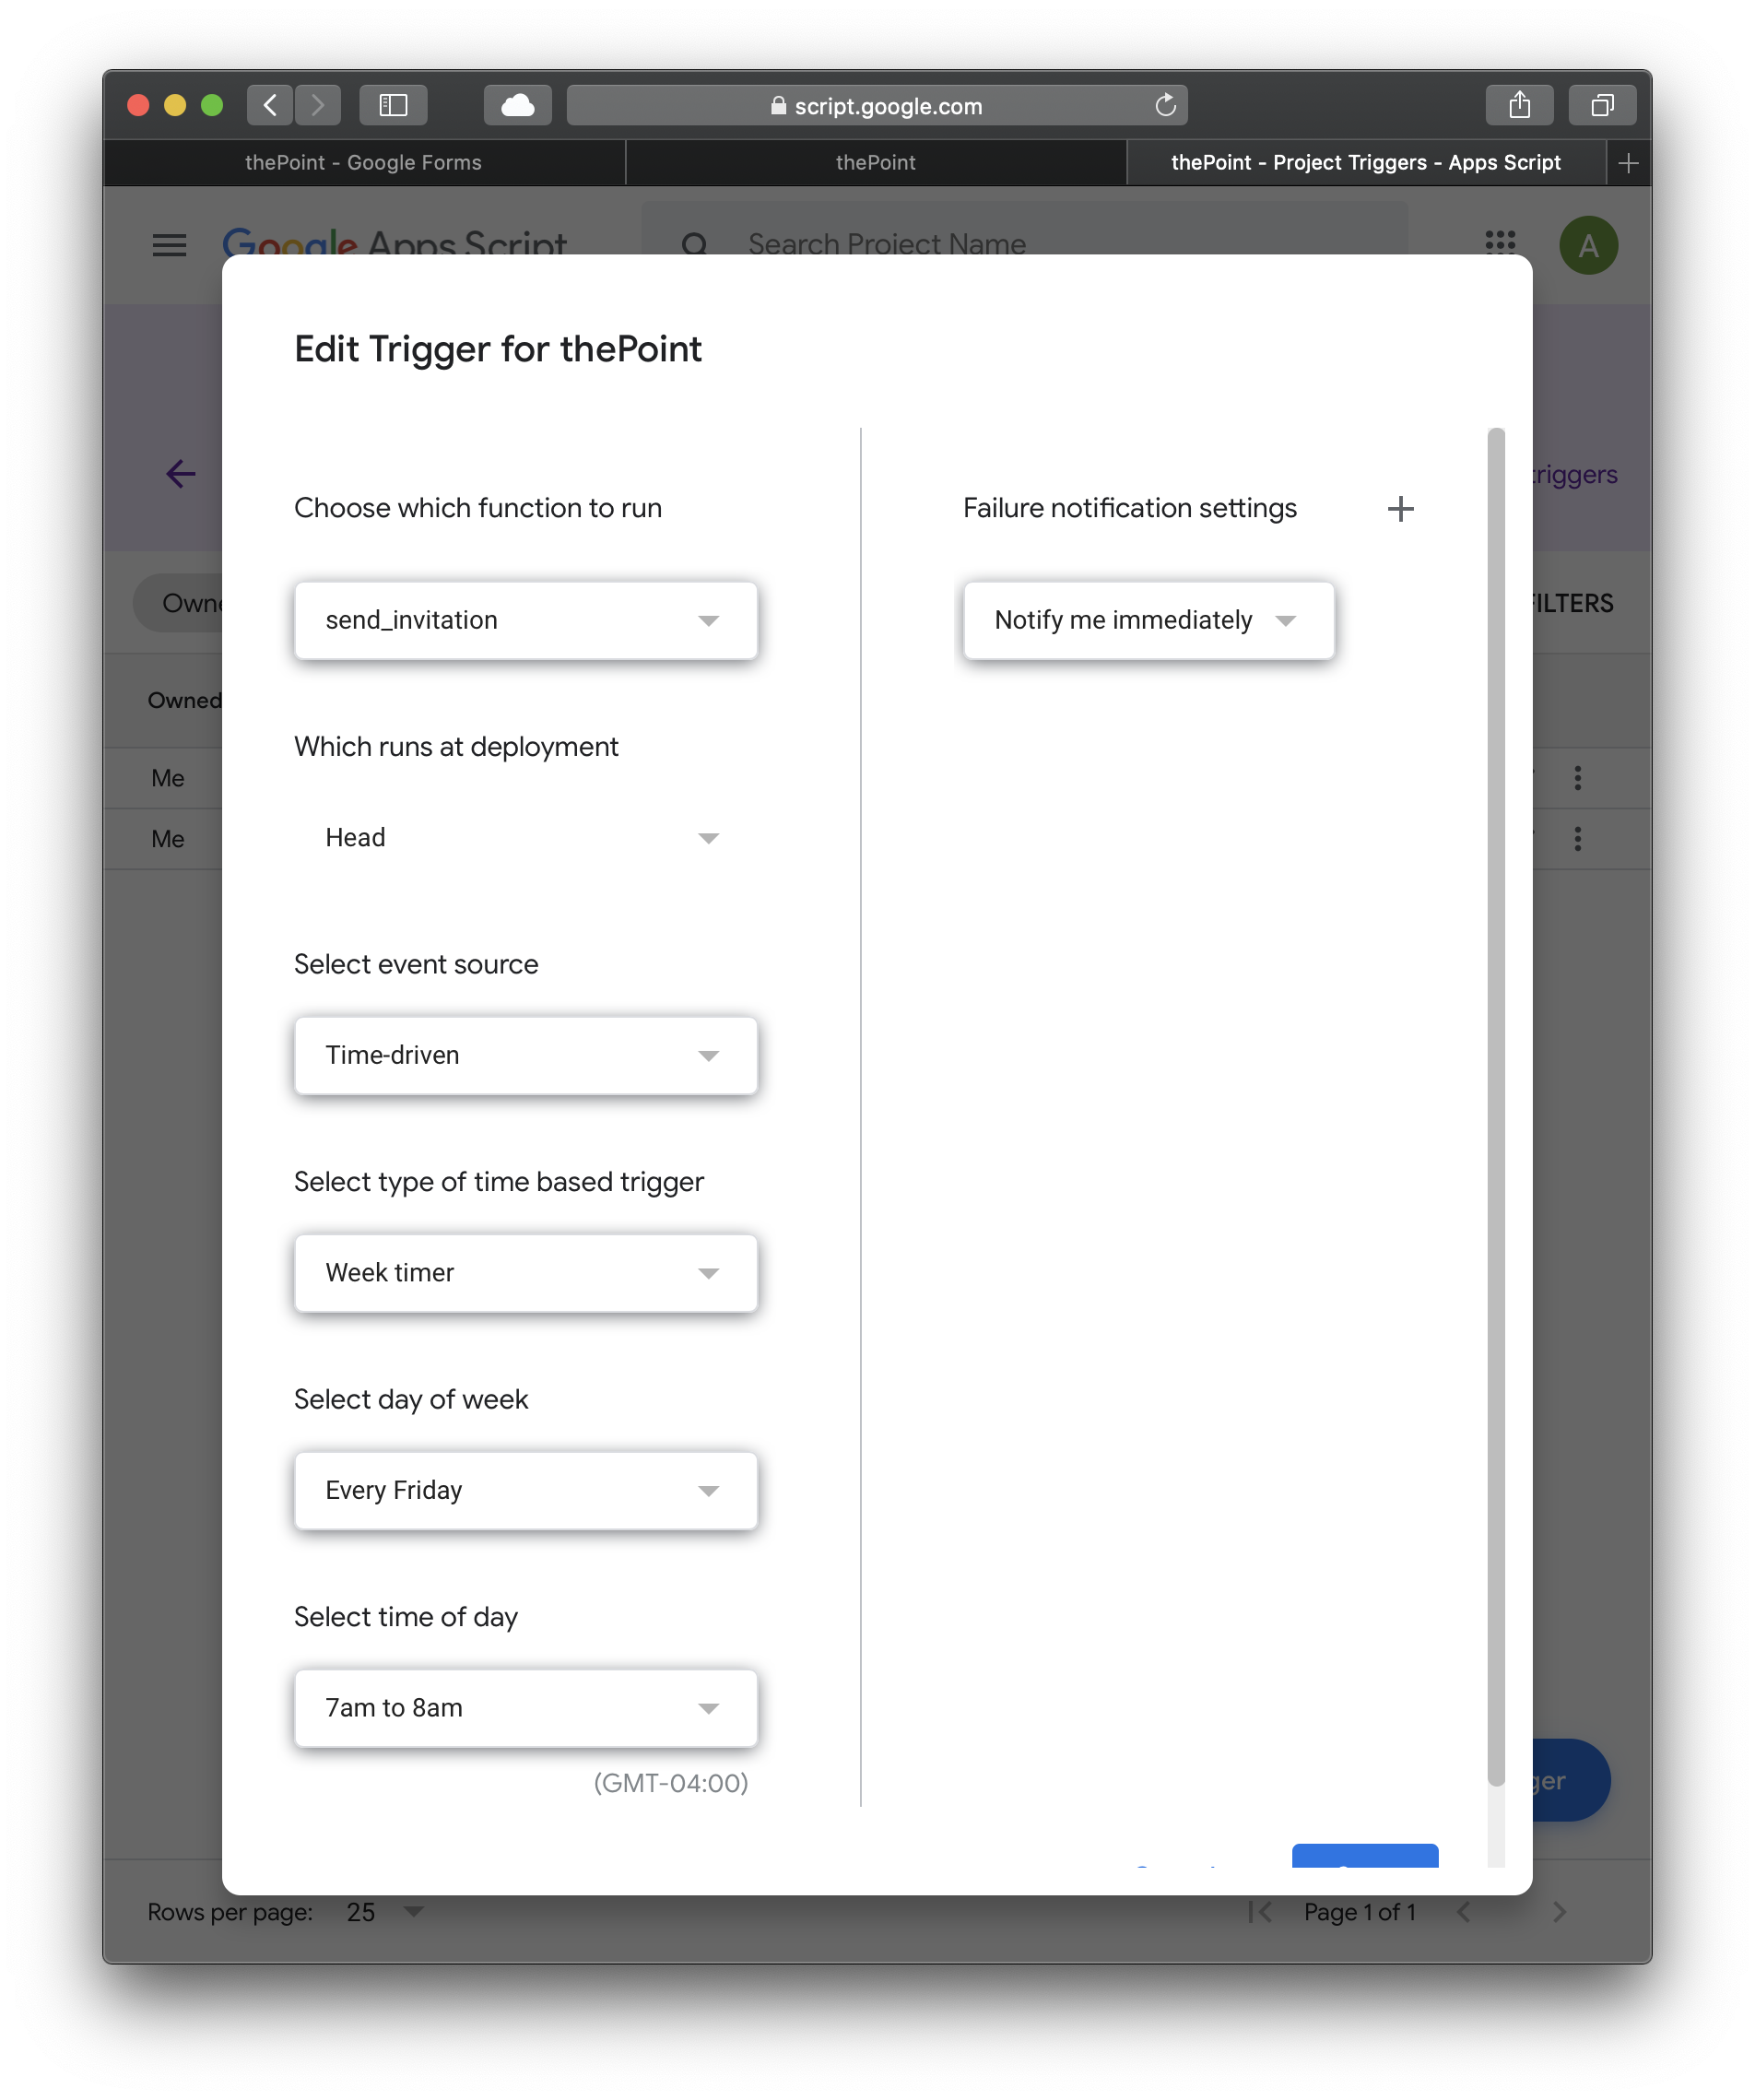 script.google.com
thePoint - Google Forms
thePoint
thePoint - Project Triggers - Apps Script
Google Apps Script
Search Project Name
A
Edit Trigger for thePoint
triggers
Choose which function to run
Failure notification settings
send_invitation
Notify me immediately
FILTERS
Owned
Which runs at deployment
Me
Head
Me
Select event source
Time-driven
Select type of time based trigger
Week timer
Select day of week
Every Friday
Select time of day
7am to 8am
(GMT-04:00)
Rows per page: 25
Page 1 of 1